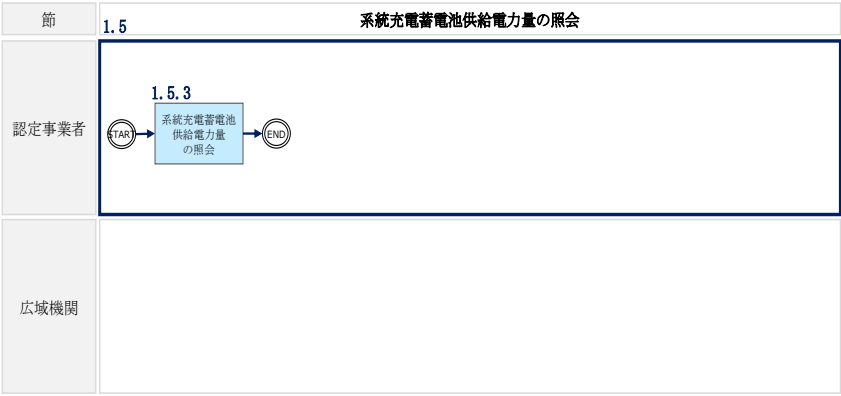 節
1.5
系統充電蓄電池供給電力量の照会
認定事業者
1.5.3
START
系統充電蓄電池
供給電力量
の照会
END
広域機関